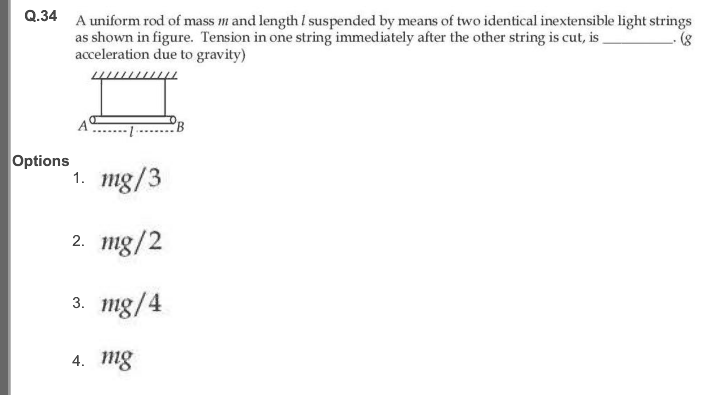 Q.34 A uniform rod of mass m and length l suspended by means of two identical inextensible light strings
as shown in figure. Tension in one string immediately after the other string is cut, is __________. (g
acceleration due to gravity)
A l B
Options
1. mg/3
2. mg/2
3. mg/4
4. mg